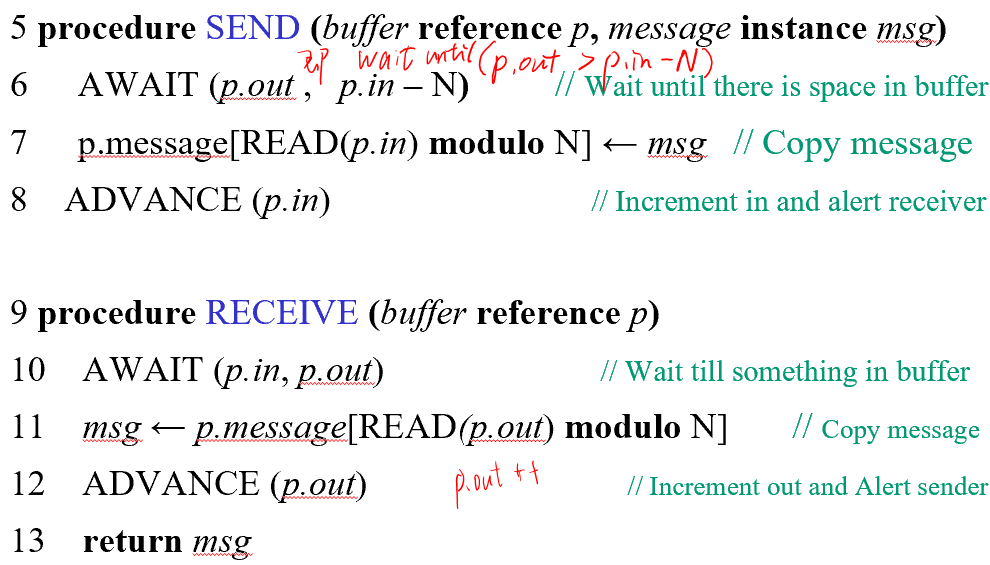 5 procedure SEND (buffer reference p, message instance msg)
即 wait until (p.out > p.in - N)
6 AWAIT (p.out , p.in – N) // Wait until there is space in buffer
7 p.message[READ(p.in) modulo N] ← msg // Copy message
8 ADVANCE (p.in) // Increment in and alert receiver
9 procedure RECEIVE (buffer reference p)
10 AWAIT (p.in, p.out) // Wait till something in buffer
11 msg ← p.message[READ(p.out) modulo N] // Copy message
12 ADVANCE (p.out) p.out ++ // Increment out and Alert sender
13 return msg